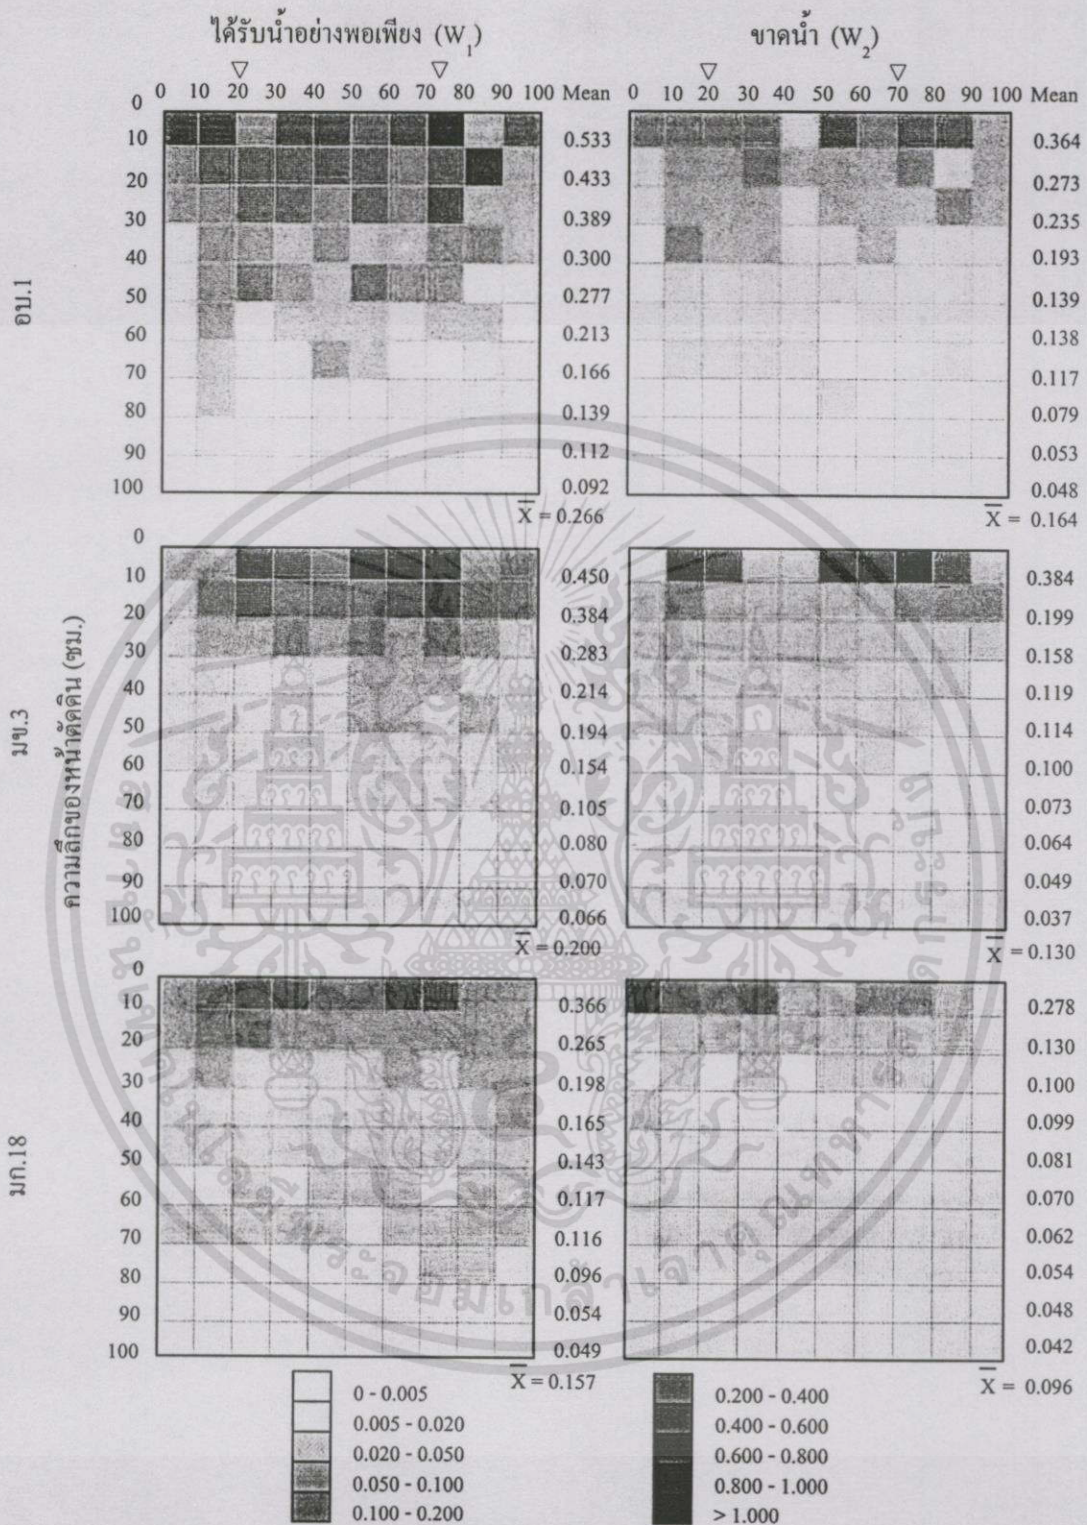 ได้รับน้ำอย่างพอเพียง (W1) ขาดน้ำ (W2)
▽ ▽ ▽ ▽
0 10 20 30 40 50 60 70 80 90 100 Mean 0 10 20 30 40 50 60 70 80 90 100 Mean
อบ.1
0
10 0.533 0.364
20 0.433 0.273
30 0.389 0.235
40 0.300 0.193
50 0.277 0.139
60 0.213 0.138
70 0.166 0.117
80 0.139 0.079
90 0.112 0.053
100 0.092 0.048
X̄ = 0.266 X̄ = 0.164
ความลึกของหน้าตัดดิน (ซม.)
มข.3
0
10 0.450 0.384
20 0.384 0.199
30 0.283 0.158
40 0.214 0.119
50 0.194 0.114
60 0.154 0.100
70 0.105 0.073
80 0.080 0.064
90 0.070 0.049
100 0.066 0.037
X̄ = 0.200 X̄ = 0.130
มก.18
0
10 0.366 0.278
20 0.265 0.130
30 0.198 0.100
40 0.165 0.099
50 0.143 0.081
60 0.117 0.070
70 0.116 0.062
80 0.096 0.054
90 0.054 0.048
100 0.049 0.042
X̄ = 0.157 X̄ = 0.096
0 - 0.005 0.200 - 0.400
0.005 - 0.020 0.400 - 0.600
0.020 - 0.050 0.600 - 0.800
0.050 - 0.100 0.800 - 1.000
0.100 - 0.200 > 1.000